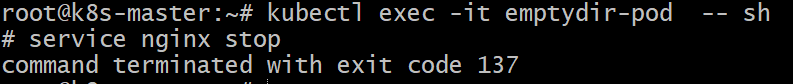 root@k8s-master:~# kubectl exec -it emptydir-pod  -- sh
# service nginx stop
command terminated with exit code 137